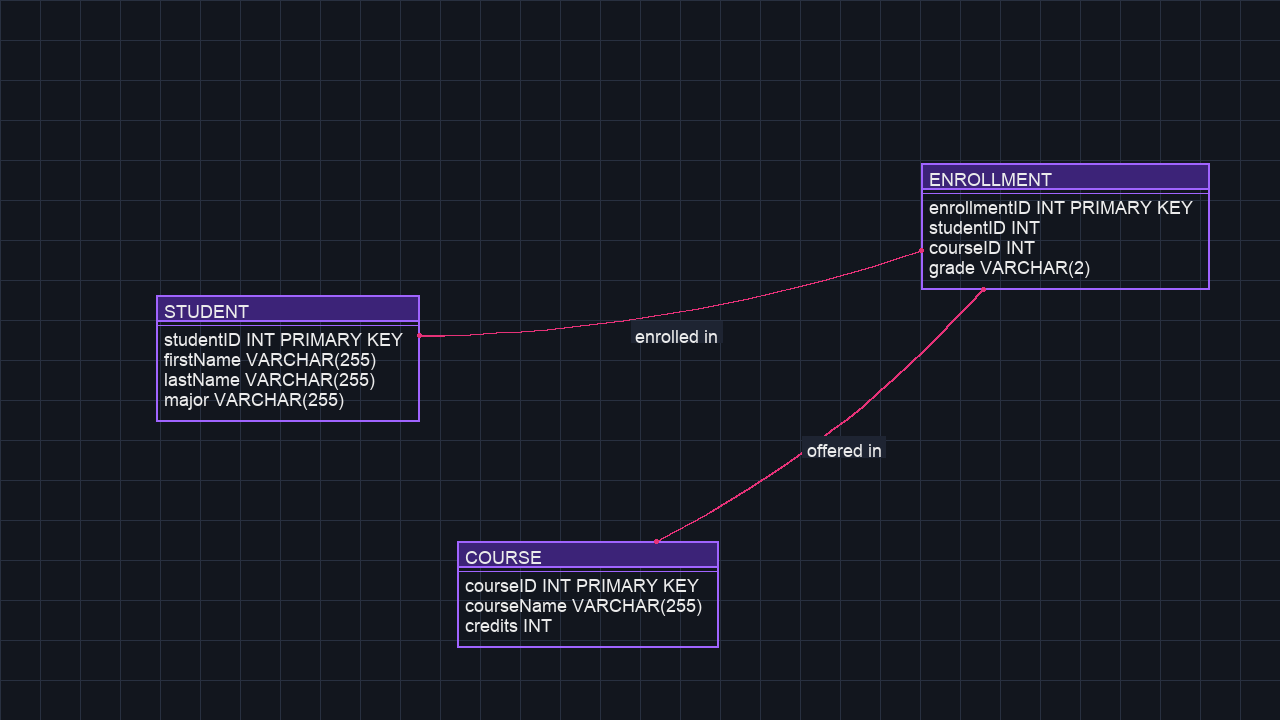 ENROLLMENT
enrollmentID INT PRIMARY KEY
studentID INT
courseID INT
grade VARCHAR(2)
STUDENT
studentID INT PRIMARY KEY
firstName VARCHAR(255)
lastName VARCHAR(255)
major VARCHAR(255)
enrolled in
offered in
COURSE
courseID INT PRIMARY KEY
courseName VARCHAR(255)
credits INT